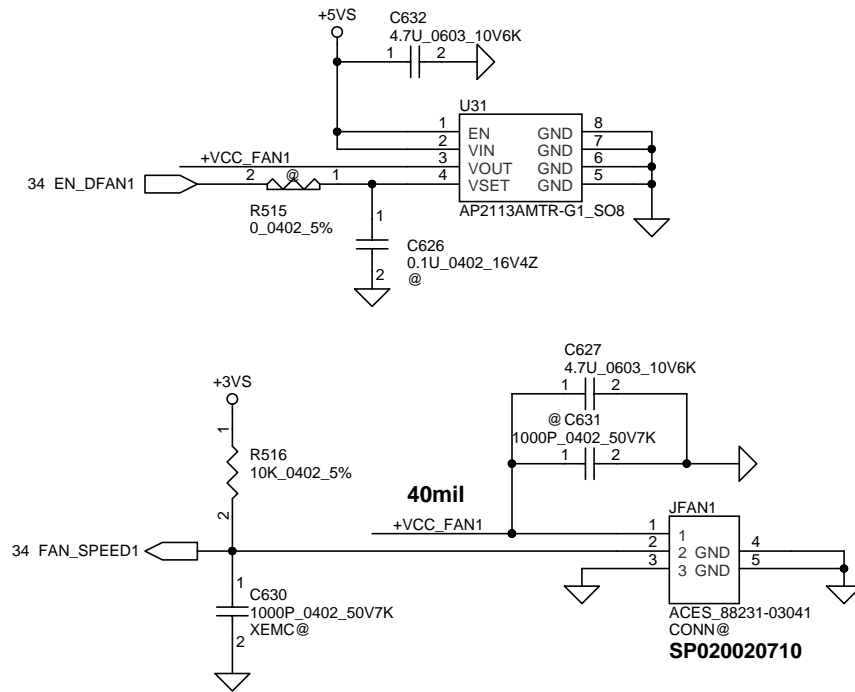 C632
+5VS
4.7U_0603_10V6K
1 2
U31
1 EN GND 8
2 VIN GND 7
+VCC_FAN1 3 VOUT GND 6
34 EN_DFAN1 2 @ 1 4 VSET GND 5
R515
0_0402_5%
AP2113AMTR-G1_SO8
1
C626
0.1U_0402_16V4Z
2
@
C627
4.7U_0603_10V6K
1 2
+3VS
@ C631
1000P_0402_50V7K
1 2
1
R516
10K_0402_5%
2
40mil
+VCC_FAN1
JFAN1
1 1
34 FAN_SPEED1 2 2 GND 4
3 3 GND 5
1
C630
1000P_0402_50V7K
XEMC@
2
ACES_88231-03041
CONN@
SP020020710